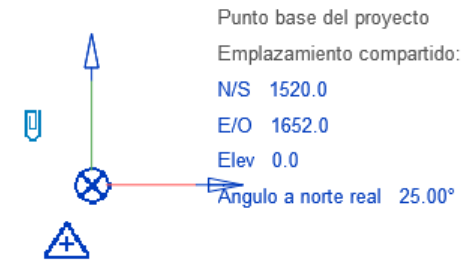 Punto base del proyecto
Emplazamiento compartido:
N/S 1520.0
E/O 1652.0
Elev 0.0
Angulo a norte real 25.00°